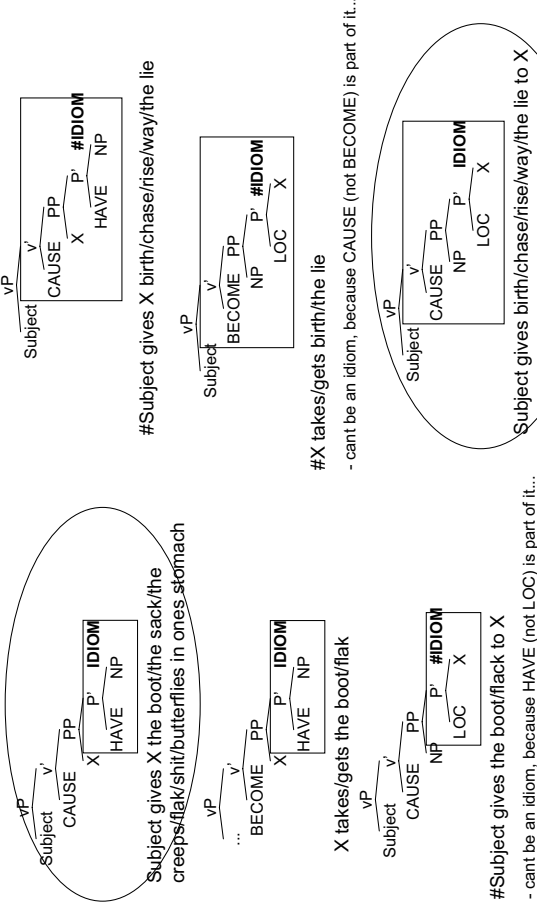 vP
Subject v'
CAUSE PP
X P' IDIOM
HAVE NP
Subject gives X the boot/the sack/the
creeps/flak/shit/butterflies in ones stomach
vP
... v'
BECOME PP
X P' IDIOM
HAVE NP
X takes/gets the boot/flak
vP
Subject v'
CAUSE PP
NP P' #IDIOM
LOC X
#Subject gives the boot/flack to X
- cant be an idiom, because HAVE (not LOC) is part of it...
vP
Subject v'
CAUSE PP
X P' #IDIOM
HAVE NP
#Subject gives X birth/chase/rise/way/the lie
vP
Subject v'
BECOME PP
NP P' #IDIOM
LOC X
#X takes/gets birth/the lie
- cant be an idiom, because CAUSE (not BECOME) is part of it...
vP
Subject v'
CAUSE PP
NP P' IDIOM
LOC X
Subject gives birth/chase/rise/way/the lie to X